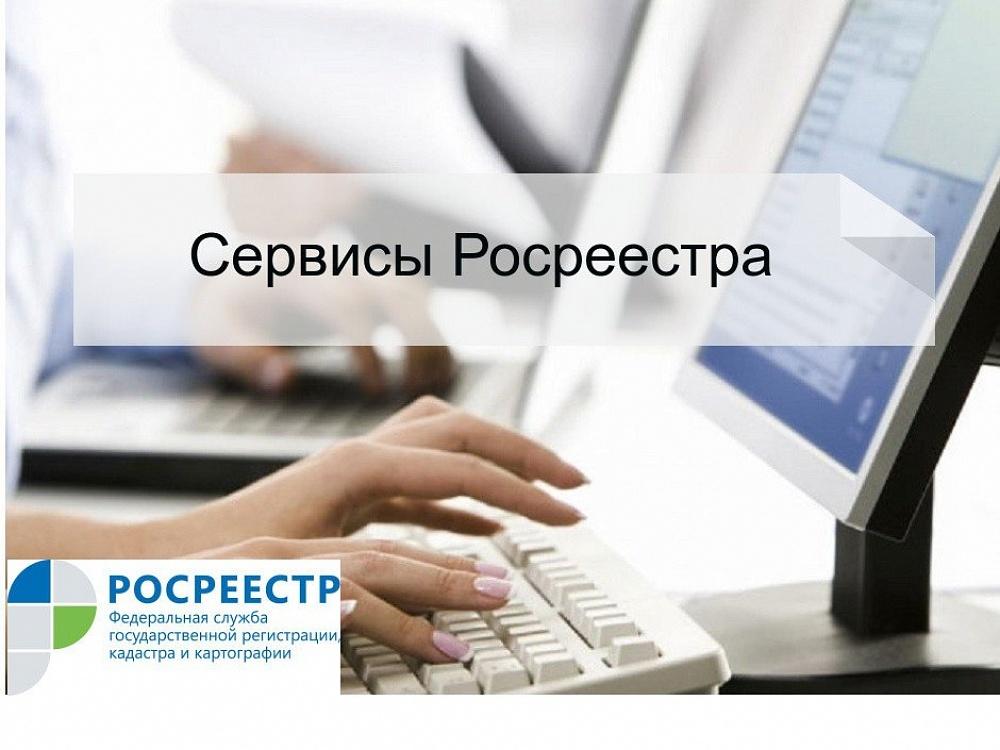 Сервисы Росреестра
РОСРЕЕСТР
Федеральная служба
государственной регистрации,
кадастра и картографии